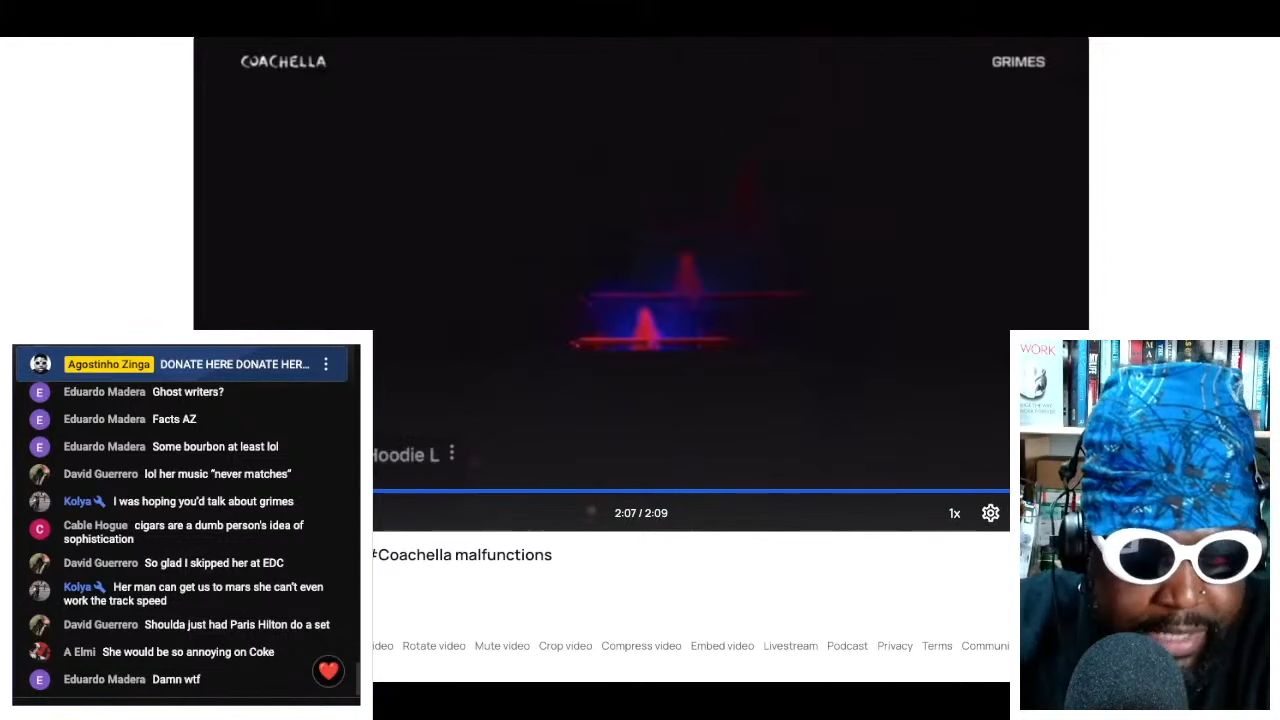 COACHELLA
GRIMES
Hoodie L
2:07 / 2:09
1x
#Coachella malfunctions
Rotate video Mute video Crop video Compress video Embed video Livestream Podcast Privacy Terms Communi
Agostinho Zinga DONATE HERE DONATE HER...
E Eduardo Madera Ghost writers?
E Eduardo Madera Facts AZ
E Eduardo Madera Some bourbon at least lol
David Guerrero lol her music “never matches”
Kolya I was hoping you'd talk about grimes
C Cable Hogue cigars are a dumb person's idea of
sophistication
David Guerrero So glad I skipped her at EDC
Kolya Her man can get us to mars she can't even
work the track speed
David Guerrero Shoulda just had Paris Hilton do a set
A Elmi She would be so annoying on Coke
E Eduardo Madera Damn wtf
WORK